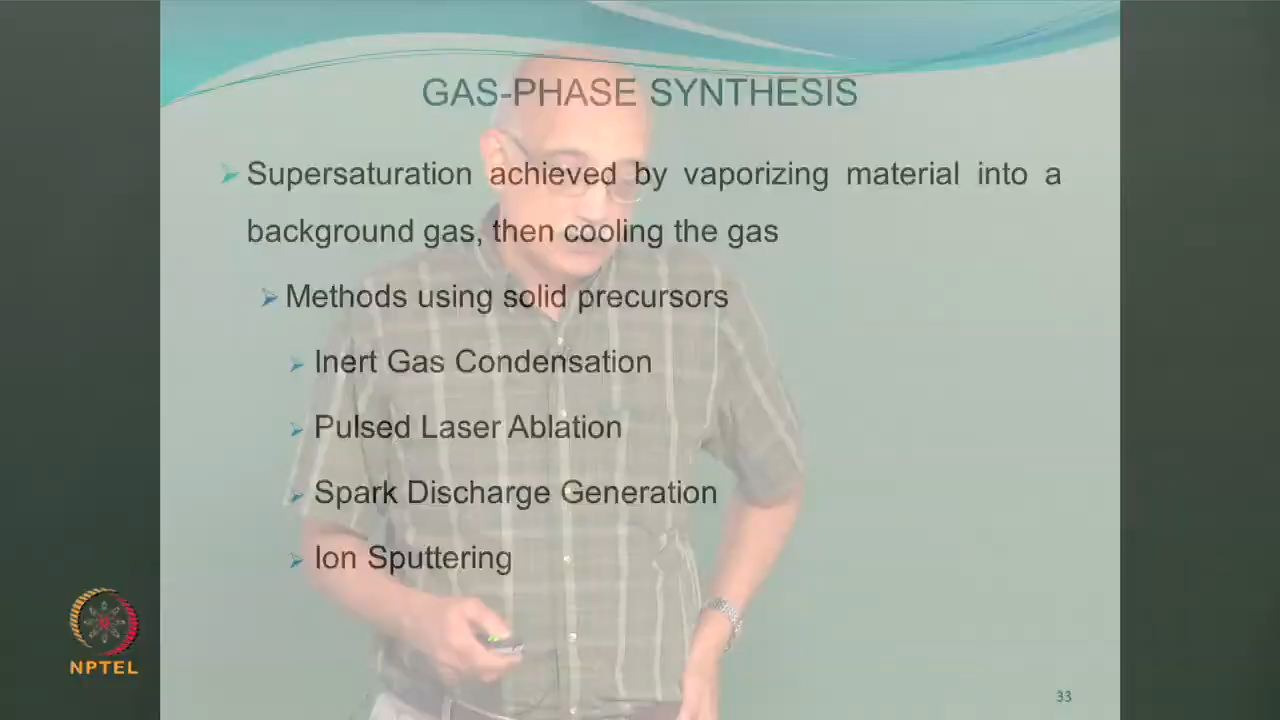 GAS-PHASE SYNTHESIS
Supersaturation achieved by vaporizing material into a
background gas, then cooling the gas
Methods using solid precursors
Inert Gas Condensation
Pulsed Laser Ablation
Spark Discharge Generation
Ion Sputtering
NPTEL
33